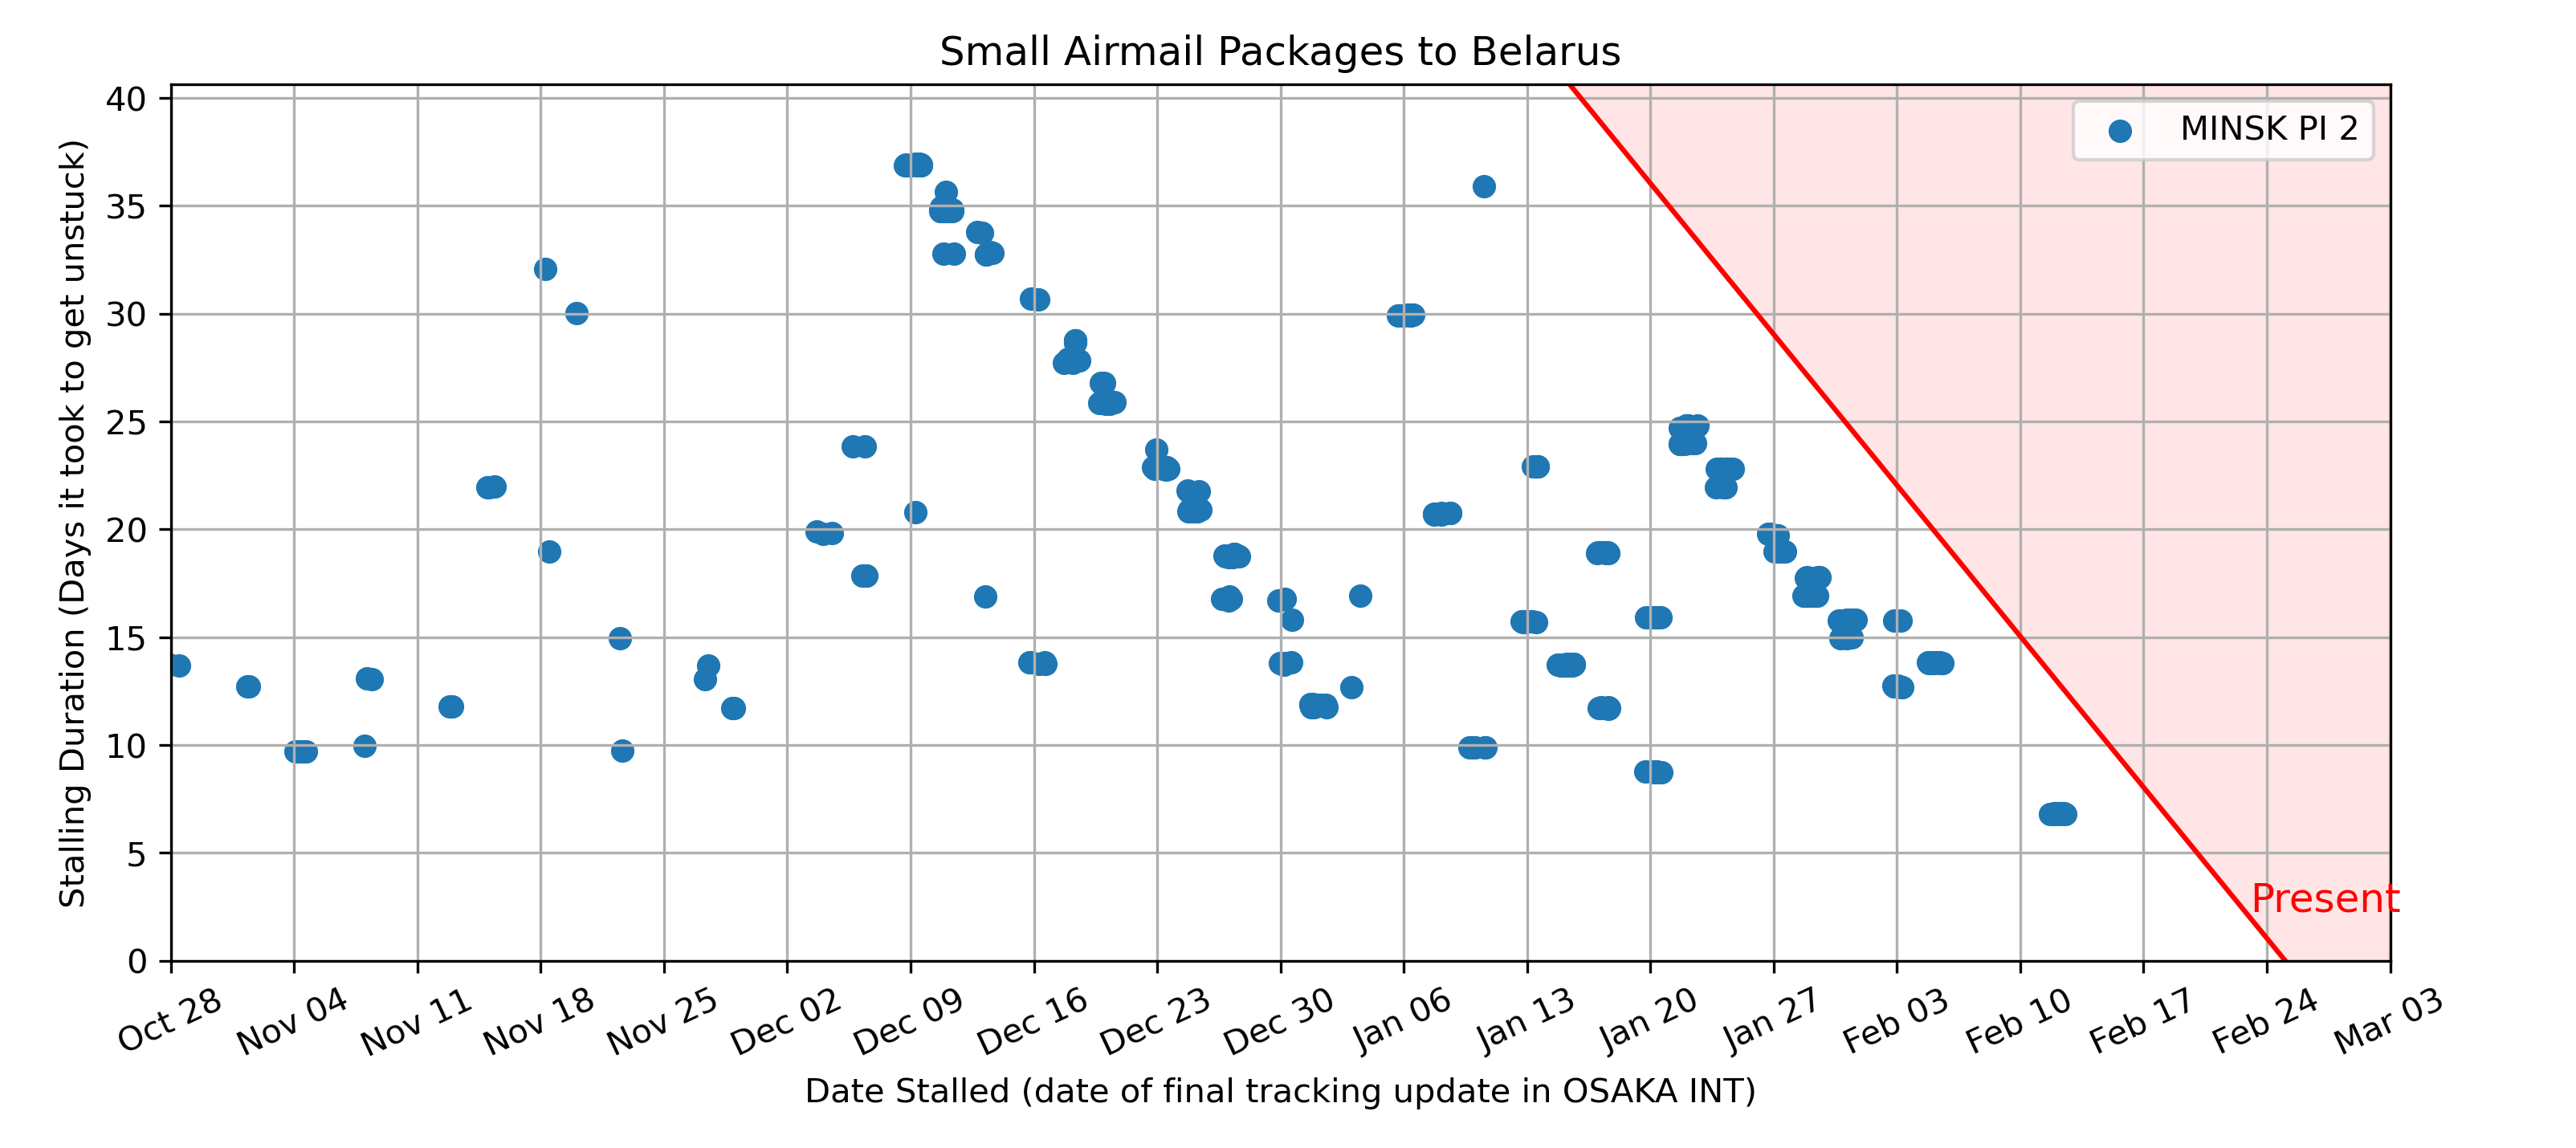 Small Airmail Packages to Belarus
MINSK PI 2
Stalling Duration (Days it took to get unstuck)
40
35
30
25
20
15
10
5
0
Present
Oct 28
Nov 04
Nov 11
Nov 18
Nov 25
Dec 02
Dec 09
Dec 16
Dec 23
Dec 30
Jan 06
Jan 13
Jan 20
Jan 27
Feb 03
Feb 10
Feb 17
Feb 24
Mar 03
Date Stalled (date of final tracking update in OSAKA INT)